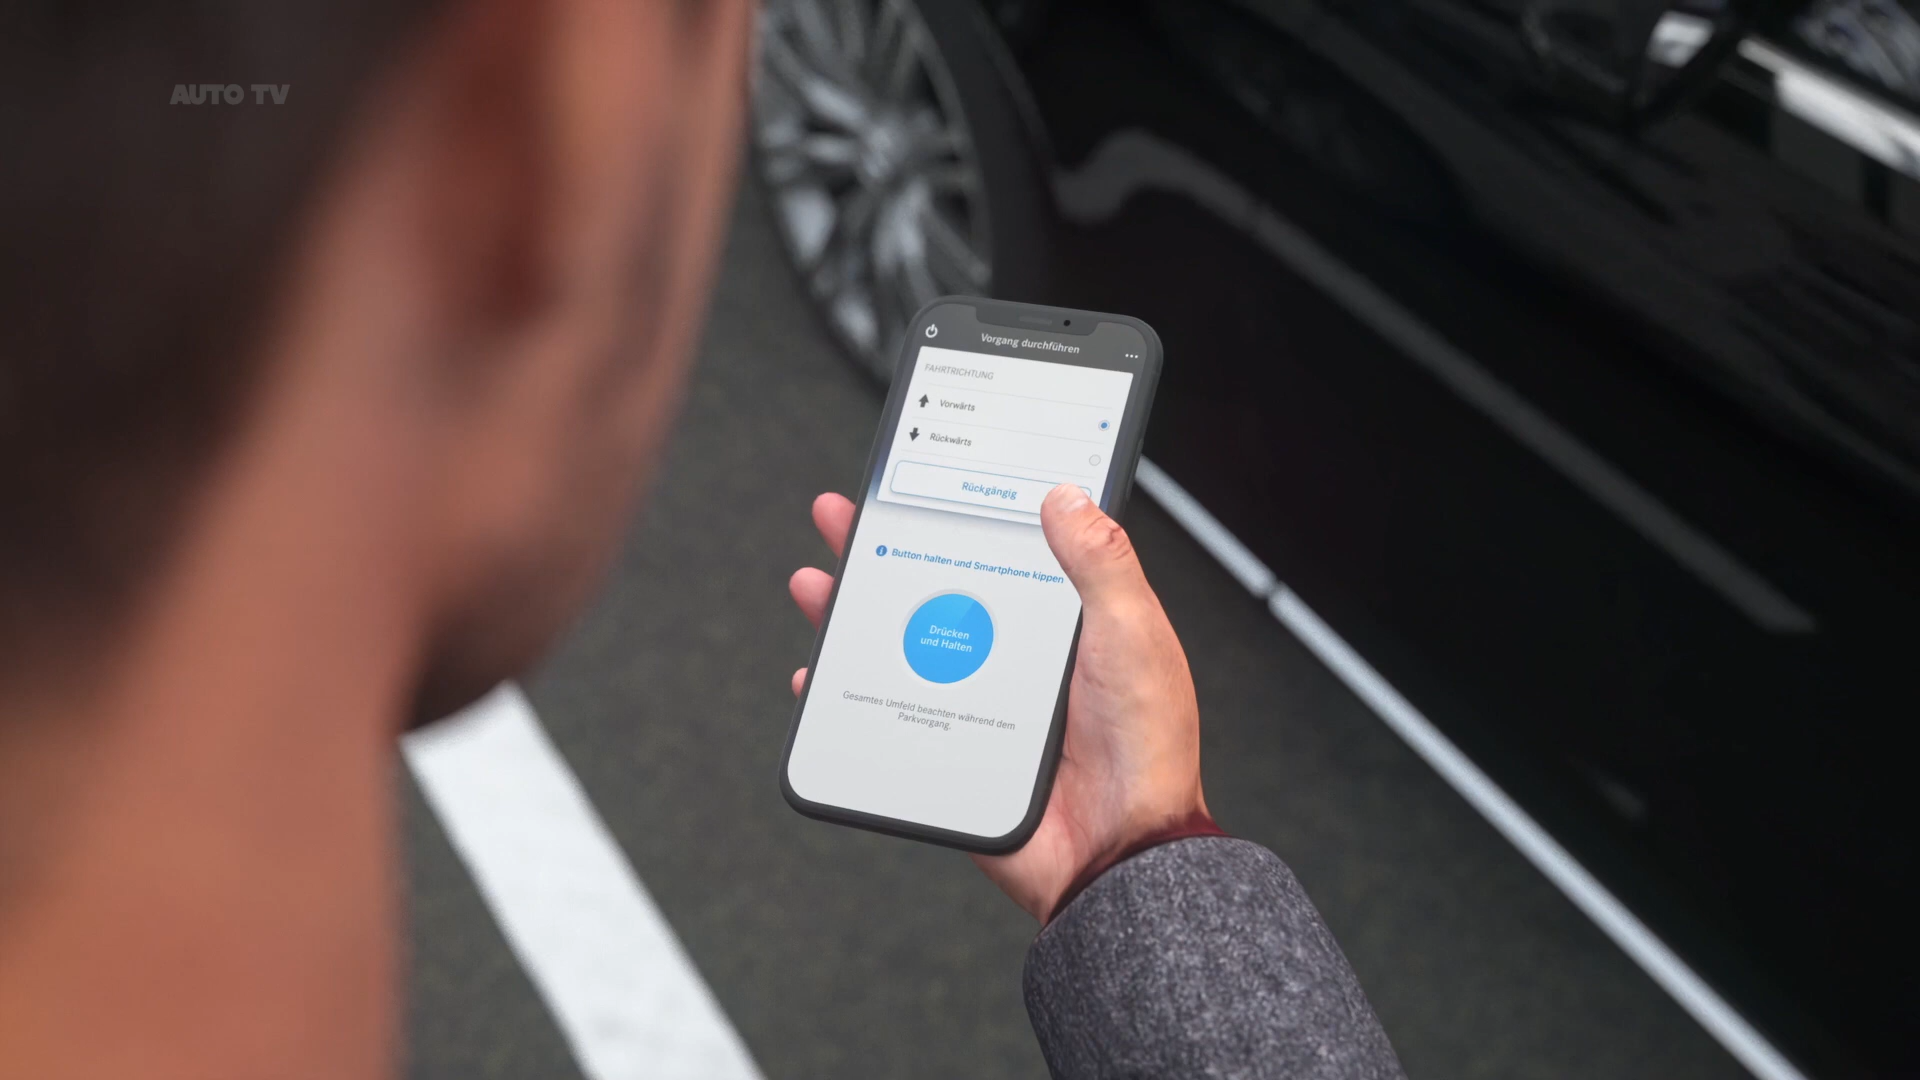 AUTO TV
Vorgang durchführen
FAHRTRICHTUNG
Vorwärts
Rückwärts
Rückgängig
Button halten und Smartphone kippen
Drücken
und Halten
Gesamtes Umfeld beachten während dem
Parkvorgang.